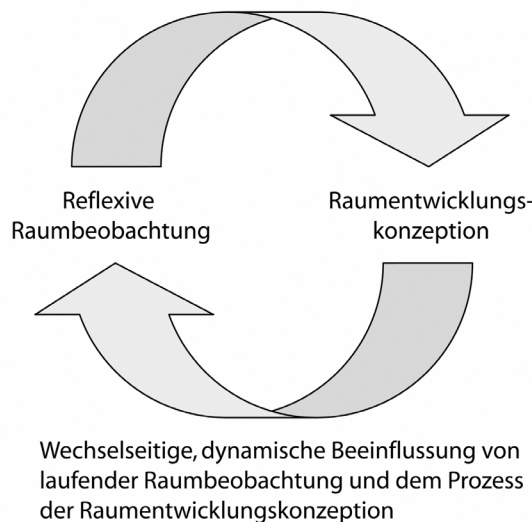 Reflexive
Raumbeobachtung
Raumentwicklungs-
konzeption
Wechselseitige, dynamische Beeinflussung von
laufender Raumbeobachtung und dem Prozess
der Raumentwicklungskonzeption